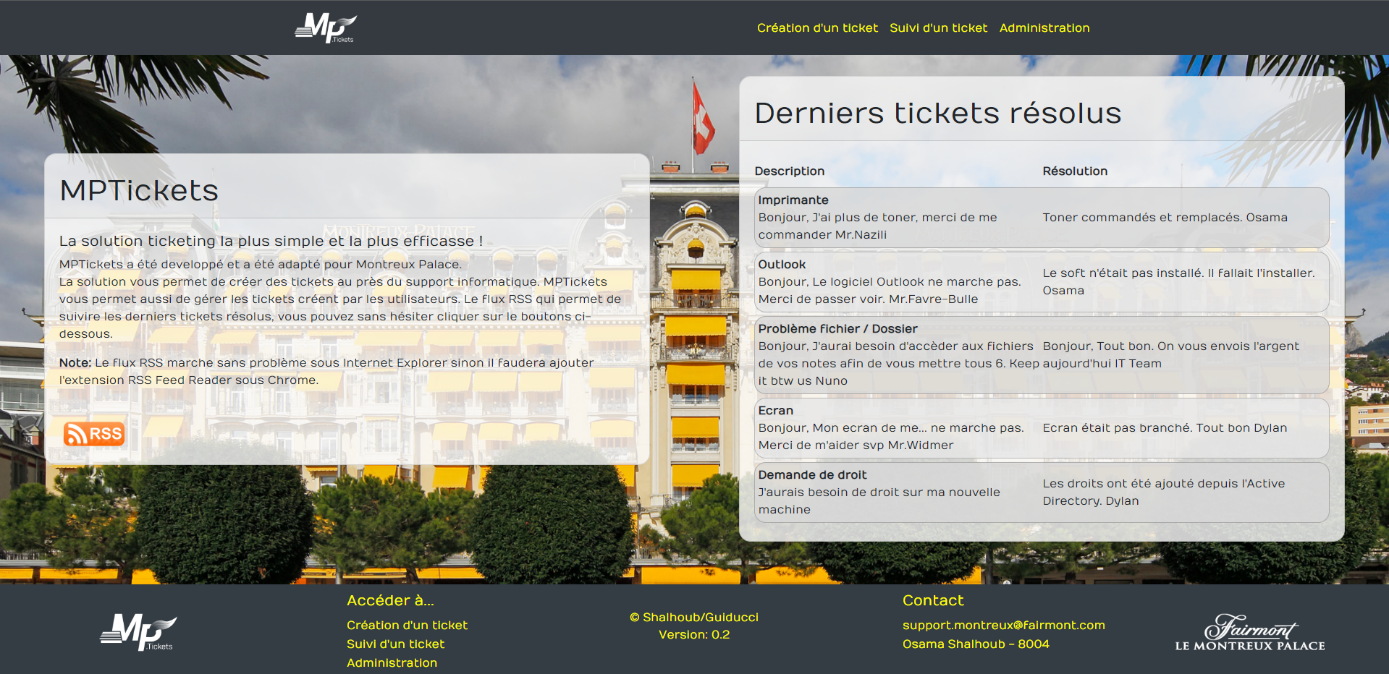 Mp
.Tickets
Création d'un ticket Suivi d'un ticket Administration
MPTickets
La solution ticketing la plus simple et la plus efficasse !
MPTickets a été developpé et a été adapté pour Montreux Palace.
La solution vous permet de créer des tickets au près du support informatique. MPTickets
vous permet aussi de gérer les tickets créent par les utilisateurs. Le flux RSS qui permet de
suivire les derniers tickets résolus, vous pouvez sans hésiter cliquer sur le boutons ci-
dessous.
Note: Le flux RSS marche sans problème sous Internet Explorer sinon il faudera ajouter
l'extension RSS Feed Reader sous Chrome.
RSS
Derniers tickets résolus
Description Résolution
Imprimante
Bonjour, J'ai plus de toner, merci de me
commander Mr.Nazili
Toner commandés et remplacés. Osama
Outlook
Bonjour, Le logiciel Outlook ne marche pas.
Merci de passer voir. Mr.Favre-Bulle
Le soft n'était pas installé. Il fallait l'installer.
Osama
Problème fichier / Dossier
Bonjour, J'aurai besoin d'accèder aux fichiers
de vos notes afin de vous mettre tous 6. Keep
it btw us Nuno
Bonjour, Tout bon. On vous envois l'argent
aujourd'hui IT Team
Ecran
Bonjour, Mon ecran de me... ne marche pas.
Merci de m'aider svp Mr.Widmer
Ecran était pas branché. Tout bon Dylan
Demande de droit
J'aurais besoin de droit sur ma nouvelle
machine
Les droits ont été ajouté depuis l'Active
Directory. Dylan
MONTREUX PALACE
Mp
.Tickets
Accéder à...
Création d'un ticket
Suivi d'un ticket
Administration
© Shalhoub/Guiducci
Version: 0.2
Contact
support.montreux@fairmont.com
Osama Shalhoub - 8004
Fairmont
LE MONTREUX PALACE